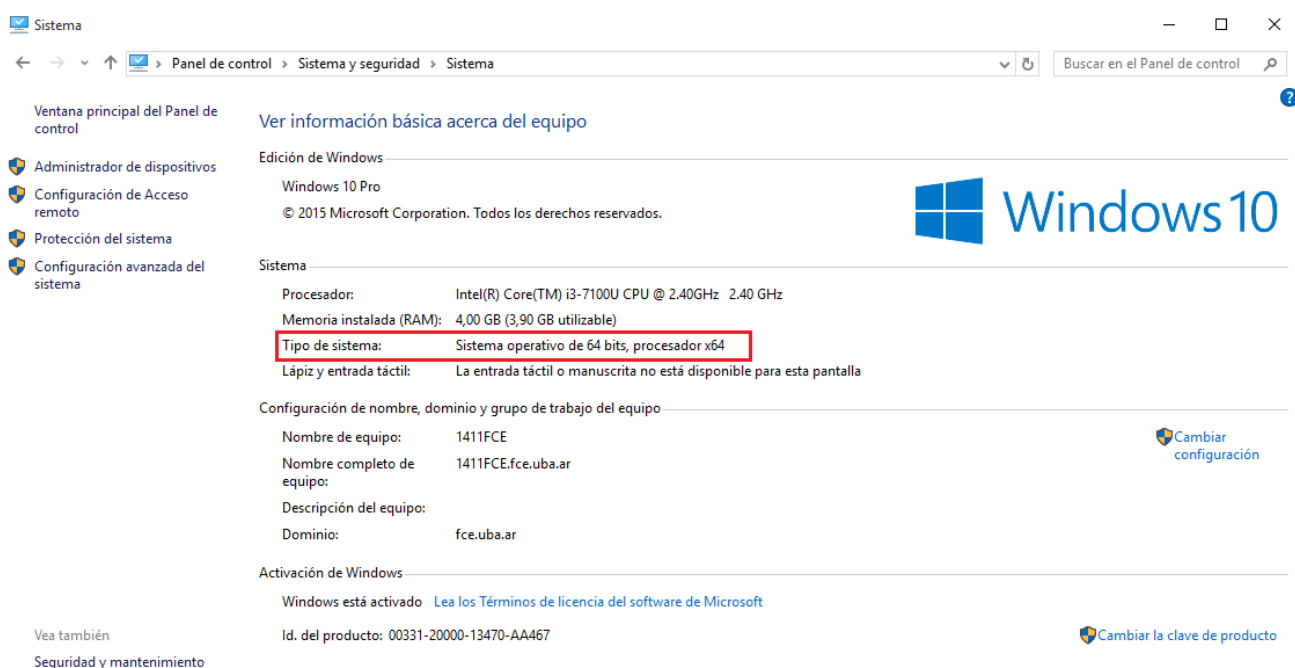 Sistema
Panel de control › Sistema y seguridad › Sistema
Buscar en el Panel de control
Ventana principal del Panel de
control
Administrador de dispositivos
Configuración de Acceso
remoto
Protección del sistema
Configuración avanzada del
sistema
Vea también
Seguridad y mantenimiento
Ver información básica acerca del equipo
Edición de Windows
Windows 10 Pro
© 2015 Microsoft Corporation. Todos los derechos reservados.
Windows 10
Sistema
Procesador: Intel(R) Core(TM) i3-7100U CPU @ 2.40GHz 2.40 GHz
Memoria instalada (RAM): 4,00 GB (3,90 GB utilizable)
Tipo de sistema: Sistema operativo de 64 bits, procesador x64
Lápiz y entrada táctil: La entrada táctil o manuscrita no está disponible para esta pantalla
Configuración de nombre, dominio y grupo de trabajo del equipo
Nombre de equipo: 1411FCE
Cambiar
configuración
Nombre completo de 1411FCE.fce.uba.ar
equipo:
Descripción del equipo:
Dominio: fce.uba.ar
Activación de Windows
Windows está activado Lea los Términos de licencia del software de Microsoft
Id. del producto: 00331-20000-13470-AA467
Cambiar la clave de producto